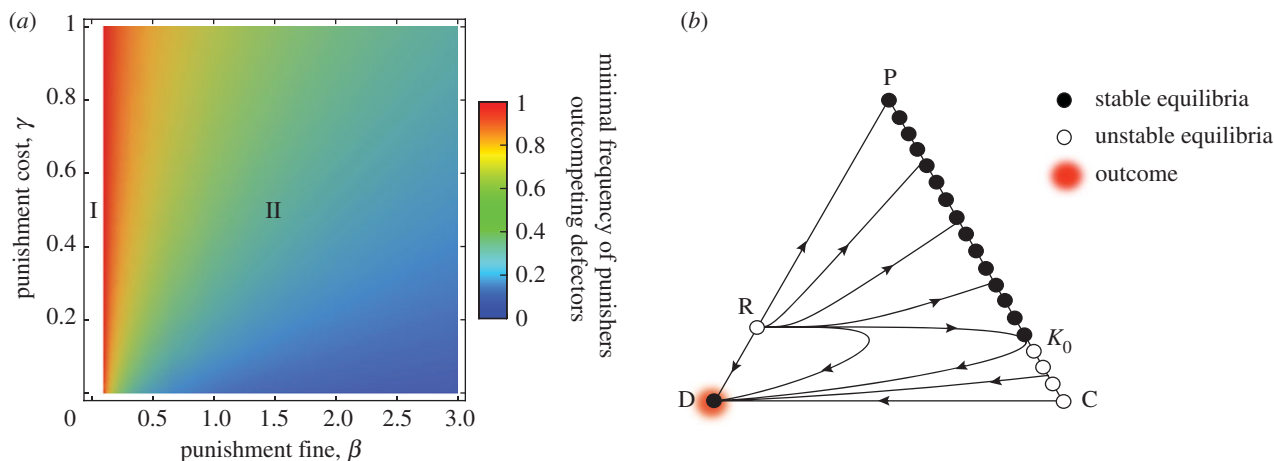 (a)
1
0.8
0.6
0.4
0.2
0
0.5
1.0
1.5
2.0
2.5
3.0
punishment cost, γ
punishment fine, β
I
II
1
0.8
0.6
0.4
0.2
0
minimal frequency of punishers
outcompeting defectors
(b)
P
R
D
K0
C
stable equilibria
unstable equilibria
outcome